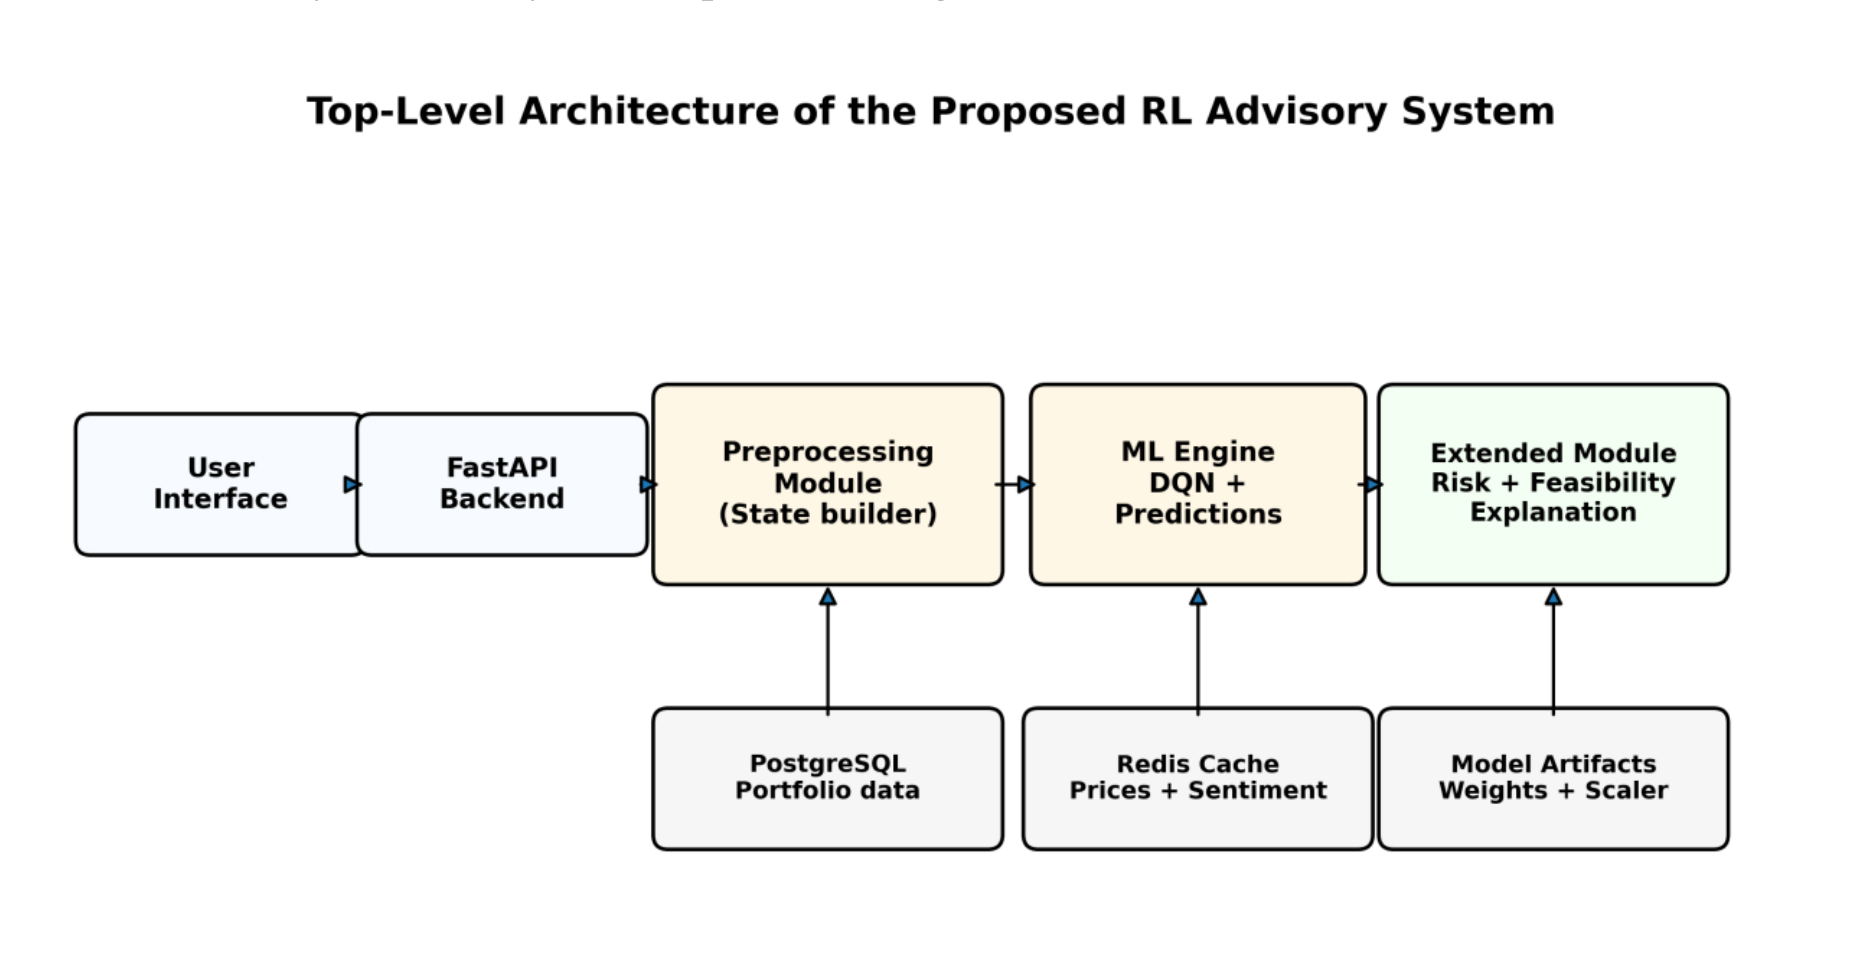 Top-Level Architecture of the Proposed RL Advisory System
User
Interface
FastAPI
Backend
Preprocessing
Module
(State builder)
ML Engine
DQN +
Predictions
Extended Module
Risk + Feasibility
Explanation
PostgreSQL
Portfolio data
Redis Cache
Prices + Sentiment
Model Artifacts
Weights + Scaler